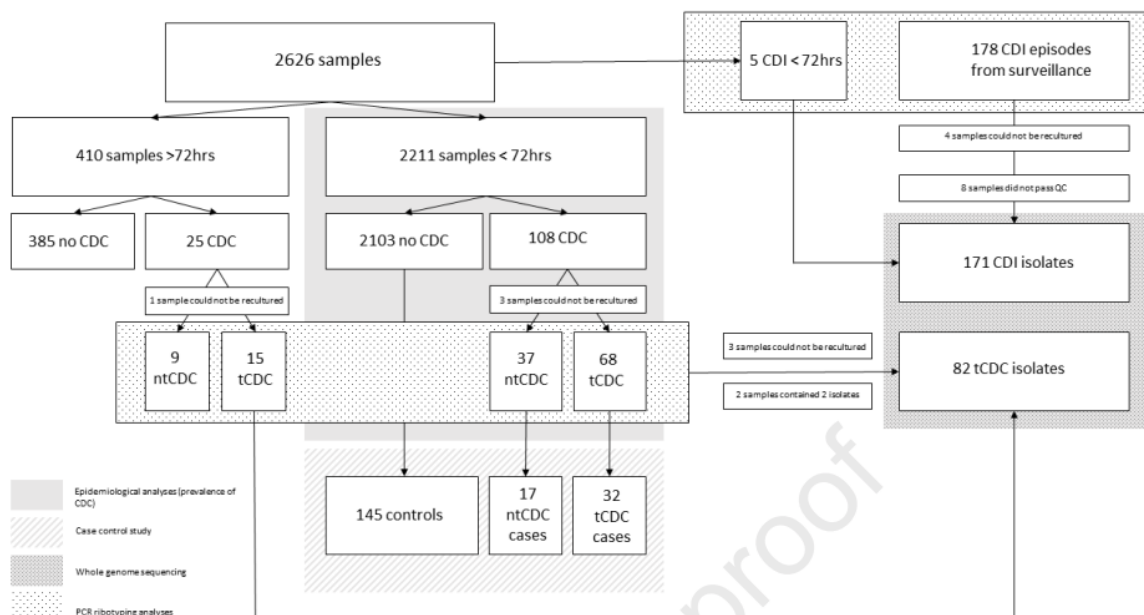 2626 samples
5 CDI < 72hrs
178 CDI episodes
from surveillance
410 samples >72hrs
2211 samples < 72hrs
4 samples could not be recultured
8 samples did not pass QC
385 no CDC
25 CDC
2103 no CDC
108 CDC
171 CDI isolates
1 sample could not be recultured
3 samples could not be recultured
9
ntCDC
15
tCDC
37
ntCDC
68
tCDC
3 samples could not be recultured
2 samples contained 2 isolates
82 tCDC isolates
145 controls
17
ntCDC
cases
32
tCDC
cases
Epidemiological analyses (prevalence of
CDC)
Case control study
Whole genome sequencing
PCR ribotyping analyses
proof